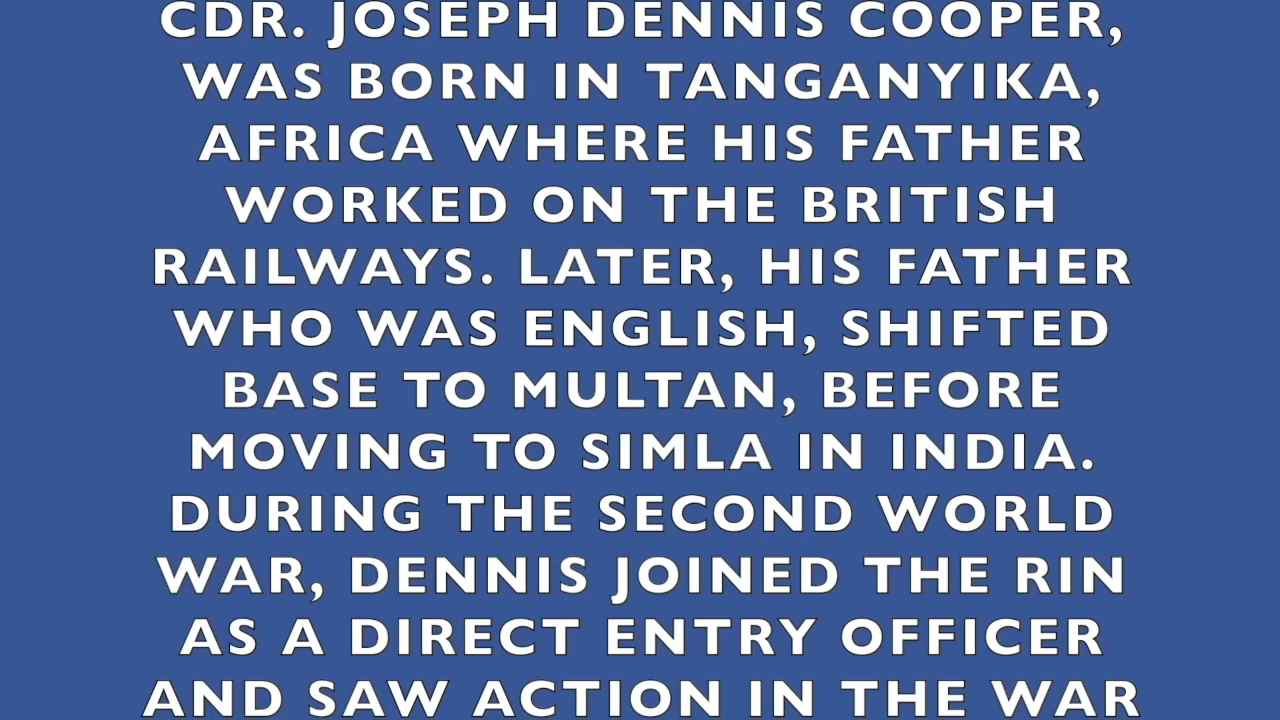 CDR. JOSEPH DENNIS COOPER,
WAS BORN IN TANGANYIKA,
AFRICA WHERE HIS FATHER
WORKED ON THE BRITISH
RAILWAYS. LATER, HIS FATHER
WHO WAS ENGLISH, SHIFTED
BASE TO MULTAN, BEFORE
MOVING TO SIMLA IN INDIA.
DURING THE SECOND WORLD
WAR, DENNIS JOINED THE RIN
AS A DIRECT ENTRY OFFICER
AND SAW ACTION IN THE WAR